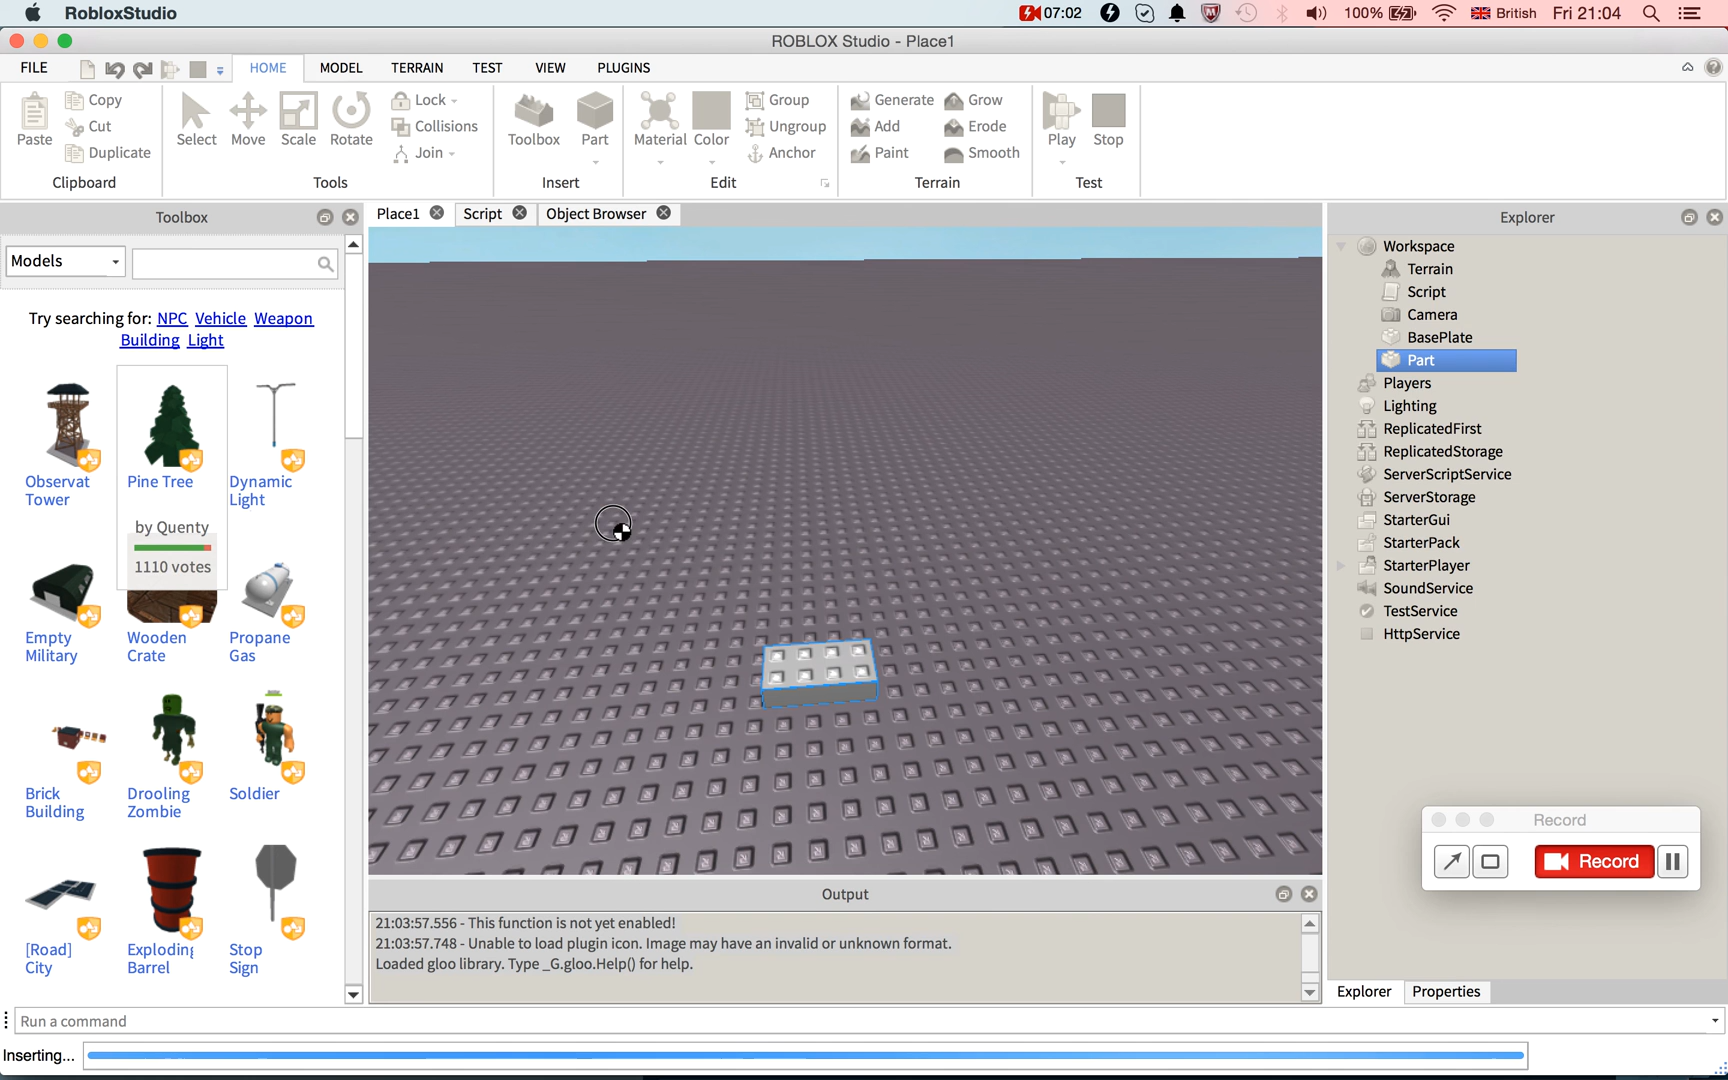 RobloxStudio
07:02
100%
British
Fri 21:04
ROBLOX Studio - Place1
FILE
HOME
MODEL
TERRAIN
TEST
VIEW
PLUGINS
Paste
Copy
Cut
Duplicate
Clipboard
Select
Move
Scale
Rotate
Lock
Collisions
Join
Tools
Toolbox
Part
Insert
Material
Color
Group
Ungroup
Anchor
Edit
Generate
Add
Paint
Grow
Erode
Smooth
Terrain
Play
Stop
Test
Toolbox
Models
Try searching for: NPC Vehicle Weapon
Building Light
Observat
Tower
Pine Tree
by Quenty
1110 votes
Dynamic
Light
Empty
Military
Wooden
Crate
Propane
Gas
Brick
Building
Drooling
Zombie
Soldier
[Road]
City
Exploding
Barrel
Stop
Sign
Place1
Script
Object Browser
Output
21:03:57.556 - This function is not yet enabled!
21:03:57.748 - Unable to load plugin icon. Image may have an invalid or unknown format.
Loaded gloo library. Type _G.gloo.Help() for help.
Explorer
Workspace
Terrain
Script
Camera
BasePlate
Part
Players
Lighting
ReplicatedFirst
ReplicatedStorage
ServerScriptService
ServerStorage
StarterGui
StarterPack
StarterPlayer
SoundService
TestService
HttpService
Record
Record
Explorer
Properties
Run a command
Inserting...